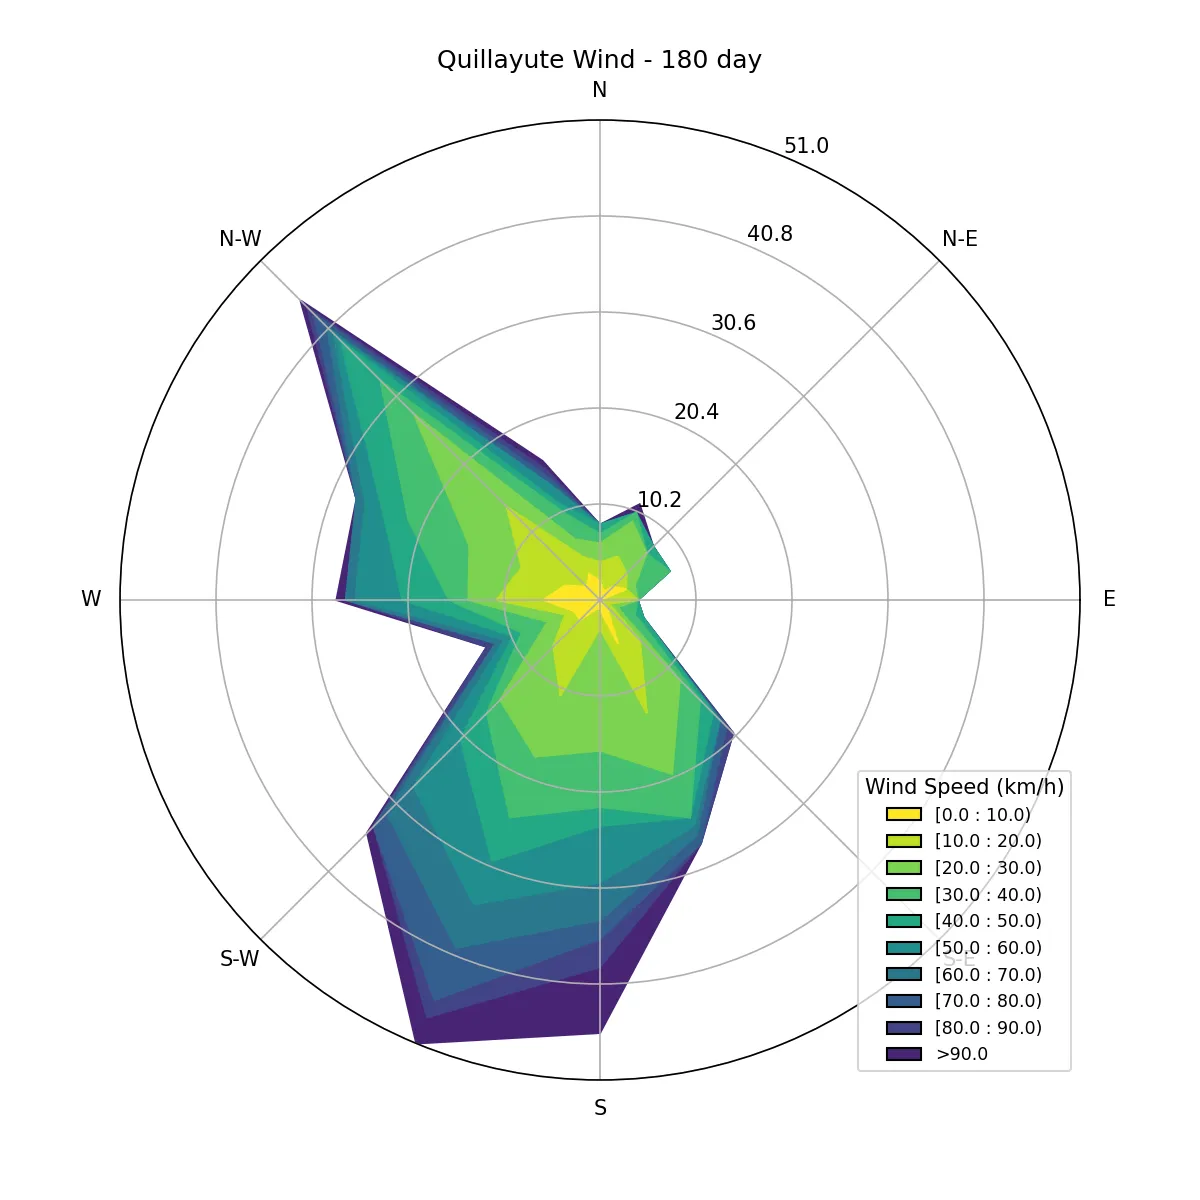 Quillayute Wind - 180 day
N
51.0
N-W
40.8
N-E
30.6
20.4
10.2
W
E
Wind Speed (km/h)
[0.0 : 10.0)
[10.0 : 20.0)
[20.0 : 30.0)
[30.0 : 40.0)
[40.0 : 50.0)
[50.0 : 60.0)
[60.0 : 70.0)
[70.0 : 80.0)
[80.0 : 90.0)
>90.0
S-W
S-E
S